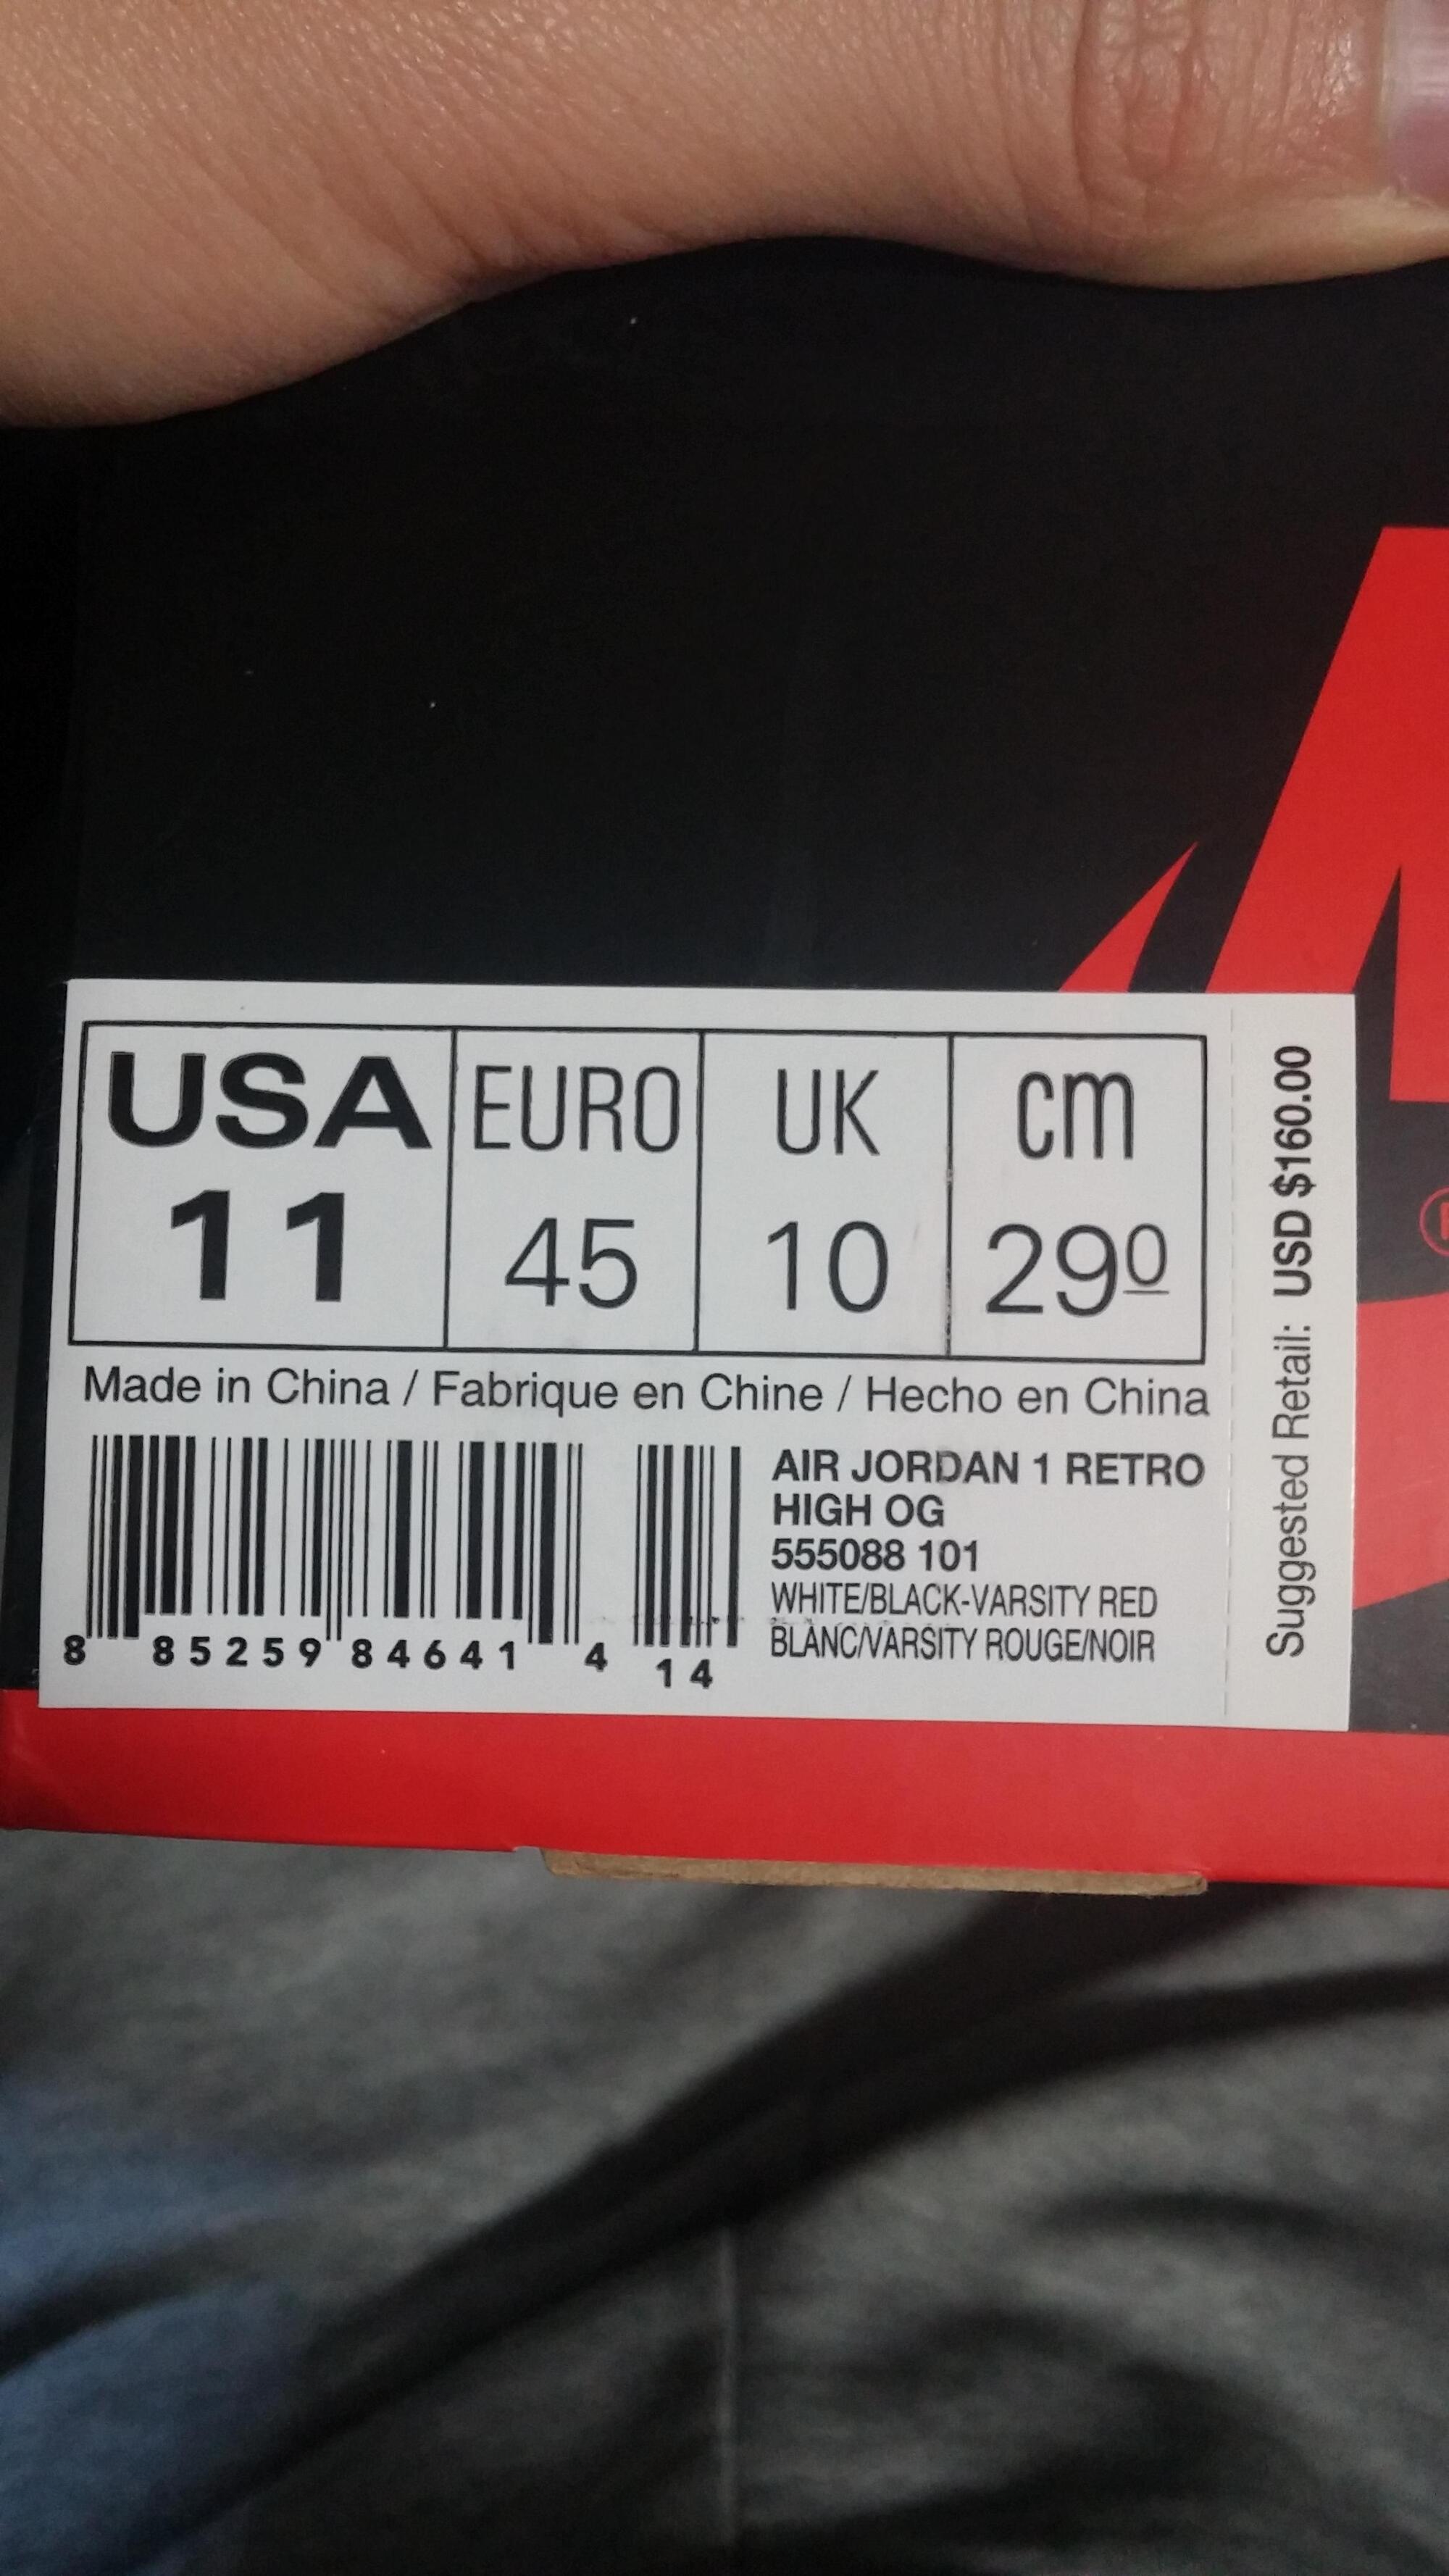 USA EURO UK cm
11 45 10 290
Made in China / Fabrique en Chine / Hecho en China
AIR JORDAN 1 RETRO
HIGH OG
555088 101
WHITE/BLACK-VARSITY RED
BLANC/VARSITY ROUGE/NOIR
8 85259 84641 4 14
Suggested Retail: USD $160.00